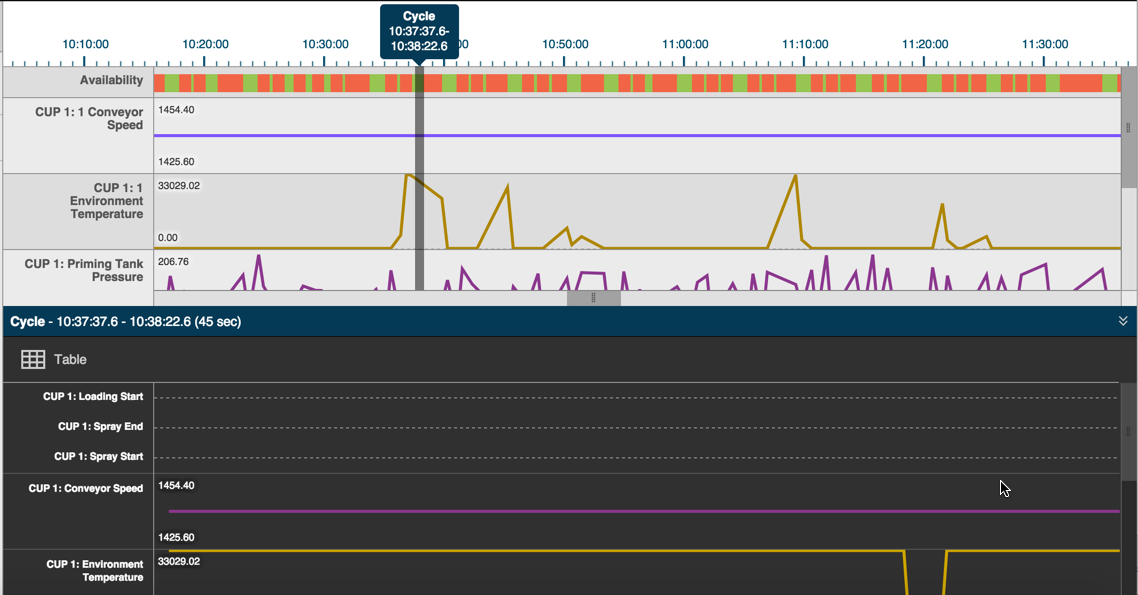 Cycle
10:37:37.6-
10:38:22.6
10:10:00 10:20:00 10:30:00 10:50:00 11:00:00 11:10:00 11:20:00 11:30:00
Availability
CUP 1: 1 Conveyor
Speed
1454.40
1425.60
CUP 1: 1
Environment
Temperature
33029.02
0.00
CUP 1: Priming Tank
Pressure
206.76
Cycle - 10:37:37.6 - 10:38:22.6 (45 sec)
Table
CUP 1: Loading Start
CUP 1: Spray End
CUP 1: Spray Start
CUP 1: Conveyor Speed
1454.40
1425.60
CUP 1: Environment
Temperature
33029.02